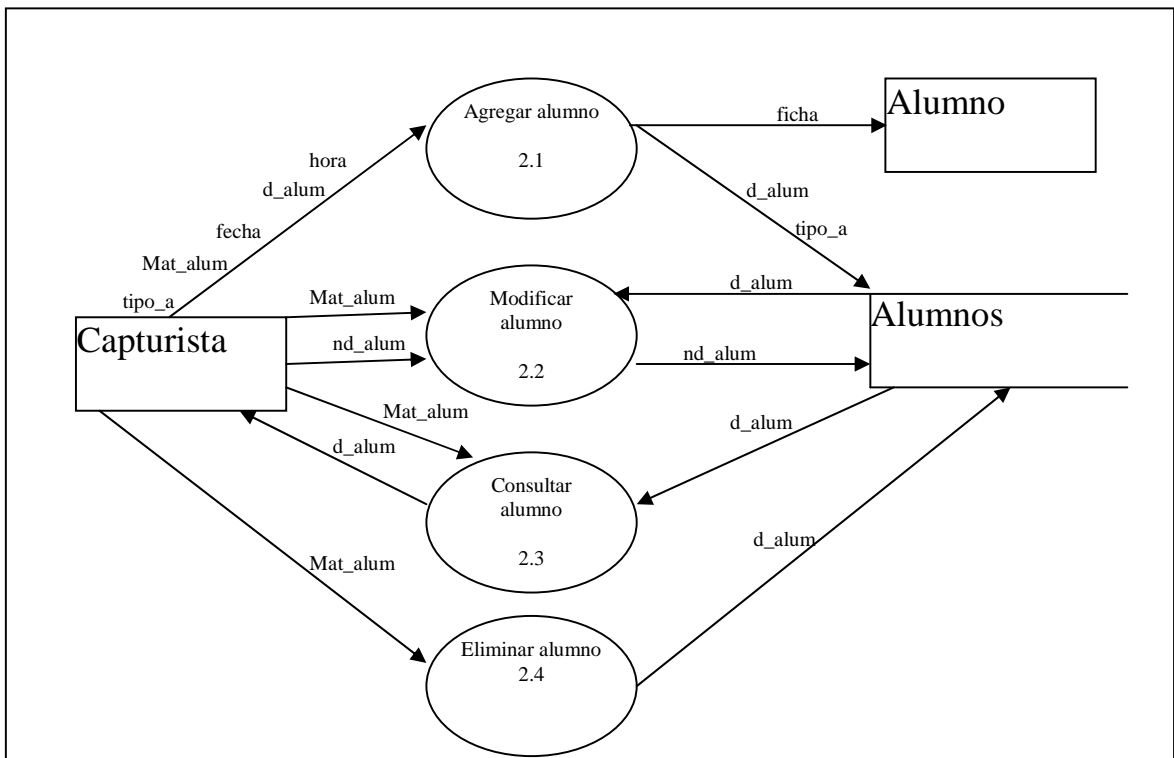 Agregar alumno
2.1
ficha
Alumno
hora
d_alum
fecha
Mat_alum
tipo_a
d_alum
tipo_a
Capturista
Mat_alum
nd_alum
Modificar
alumno
2.2
d_alum
nd_alum
Alumnos
Mat_alum
d_alum
Consultar
alumno
2.3
d_alum
Mat_alum
d_alum
Eliminar alumno
2.4